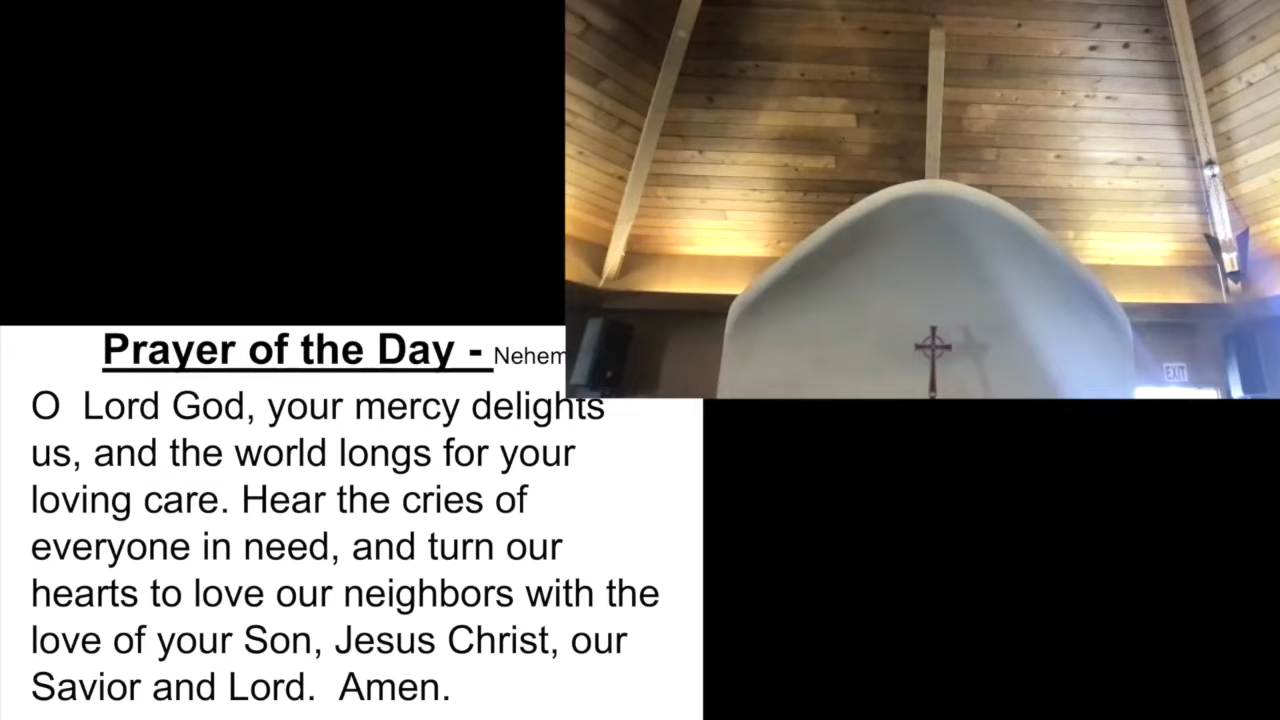 Prayer of the Day - Nehem
O Lord God, your mercy delights
us, and the world longs for your
loving care. Hear the cries of
everyone in need, and turn our
hearts to love our neighbors with the
love of your Son, Jesus Christ, our
Savior and Lord. Amen.
EXIT